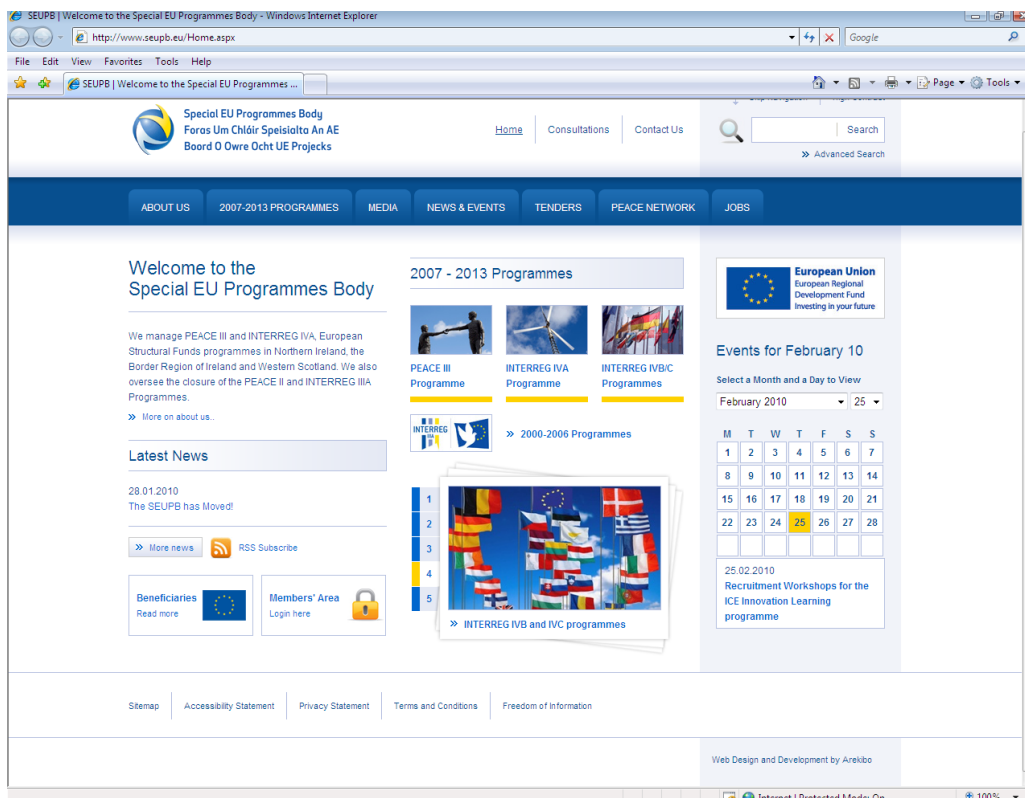 SEUPB | Welcome to the Special EU Programmes Body - Windows Internet Explorer
http://www.seupb.eu/Home.aspx
Google
File Edit View Favorites Tools Help
SEUPB | Welcome to the Special EU Programmes ...
Page Tools
Special EU Programmes Body
Foras Um Chláir Speisialta An AE
Boord O Owre Ocht UE Projecks
Home Consultations Contact Us
Search
» Advanced Search
ABOUT US 2007-2013 PROGRAMMES MEDIA NEWS & EVENTS TENDERS PEACE NETWORK JOBS
Welcome to the
Special EU Programmes Body
We manage PEACE III and INTERREG IVA, European
Structural Funds programmes in Northern Ireland, the
Border Region of Ireland and Western Scotland. We also
oversee the closure of the PEACE II and INTERREG IIIA
Programmes.
» More on about us..
Latest News
28.01.2010
The SEUPB has Moved!
» More news
RSS Subscribe
Beneficiaries
Read more
Members' Area
Login here
2007 - 2013 Programmes
PEACE III
Programme
INTERREG IVA
Programme
INTERREG IVB/C
Programmes
INTERREG
IIIA
» 2000-2006 Programmes
1
2
3
4
5
» INTERREG IVB and IVC programmes
European Union
European Regional
Development Fund
Investing in your future
Events for February 10
Select a Month and a Day to View
February 2010 25
M T W T F S S
1 2 3 4 5 6 7
8 9 10 11 12 13 14
15 16 17 18 19 20 21
22 23 24 25 26 27 28
25.02.2010
Recruitment Workshops for the
ICE Innovation Learning
programme
Sitemap Accessibility Statement Privacy Statement Terms and Conditions Freedom of Information
Web Design and Development by Arekibo
Internet | Protected Mode: On 100%